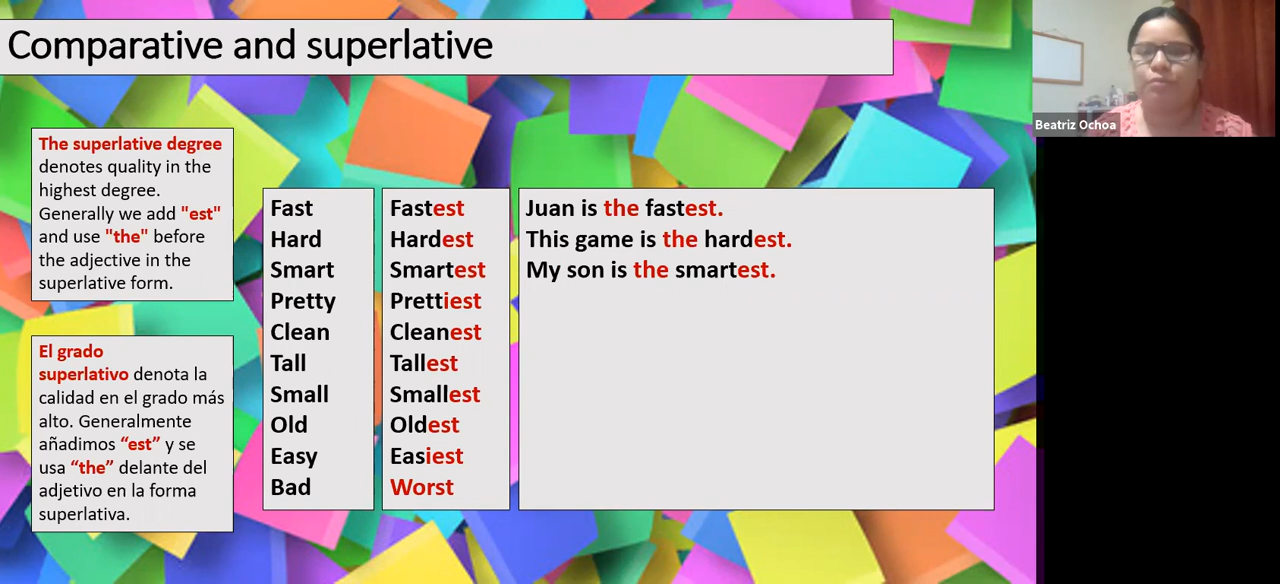 Comparative and superlative
Beatriz Ochoa
The superlative degree
denotes quality in the
highest degree.
Generally we add "est"
and use "the" before
the adjective in the
superlative form.
El grado
superlativo denota la
calidad en el grado más
alto. Generalmente
añadimos “est” y se
usa “the” delante del
adjetivo en la forma
superlativa.
Fast
Hard
Smart
Pretty
Clean
Tall
Small
Old
Easy
Bad
Fastest
Hardest
Smartest
Prettiest
Cleanest
Tallest
Smallest
Oldest
Easiest
Worst
Juan is the fastest.
This game is the hardest.
My son is the smartest.